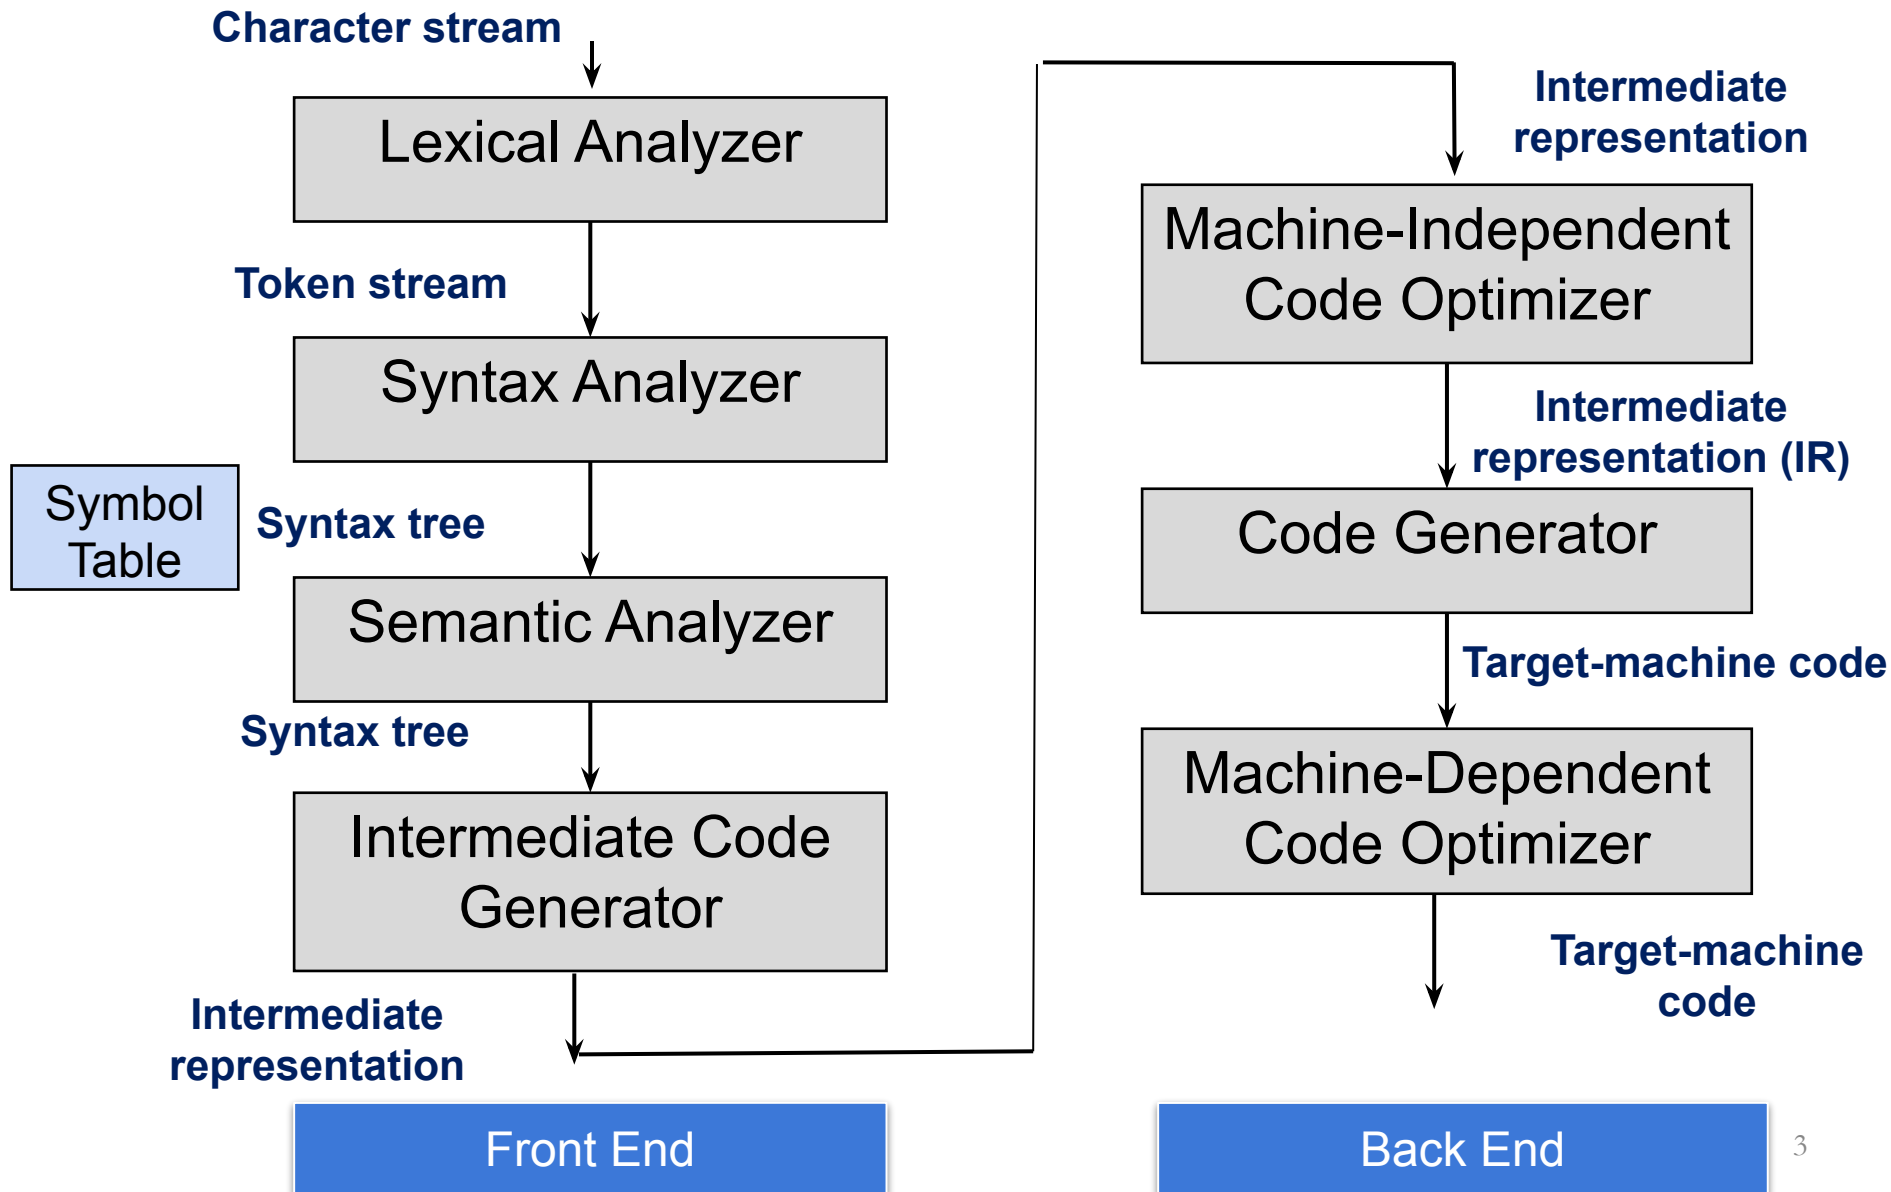 Character stream
Lexical Analyzer
Token stream
Syntax Analyzer
Symbol
Table
Syntax tree
Semantic Analyzer
Syntax tree
Intermediate Code
Generator
Intermediate
representation
Front End
Intermediate
representation
Machine-Independent
Code Optimizer
Intermediate
representation (IR)
Code Generator
Target-machine code
Machine-Dependent
Code Optimizer
Target-machine
code
Back End
3